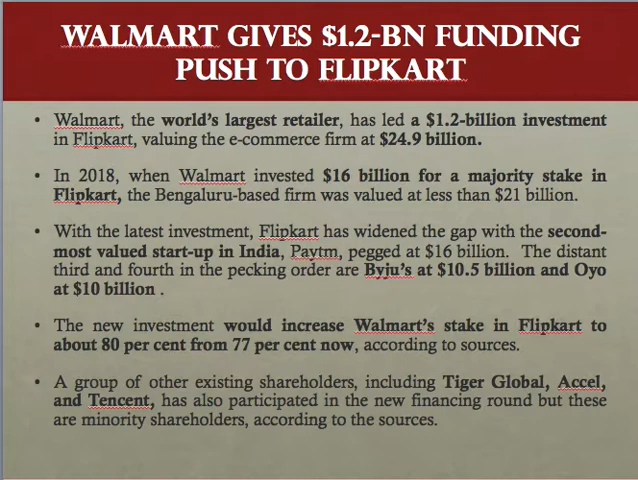 WALMART GIVES $1.2-BN FUNDING
PUSH TO FLIPKART
• Walmart, the world's largest retailer, has led a $1.2-billion investment
in Flipkart, valuing the e-commerce firm at $24.9 billion.
• In 2018, when Walmart invested $16 billion for a majority stake in
Flipkart, the Bengaluru-based firm was valued at less than $21 billion.
• With the latest investment, Flipkart has widened the gap with the second-
most valued start-up in India, Paytm, pegged at $16 billion. The distant
third and fourth in the pecking order are Byju's at $10.5 billion and Oyo
at $10 billion .
• The new investment would increase Walmart's stake in Flipkart to
about 80 per cent from 77 per cent now, according to sources.
• A group of other existing shareholders, including Tiger Global, Accel,
and Tencent, has also participated in the new financing round but these
are minority shareholders, according to the sources.